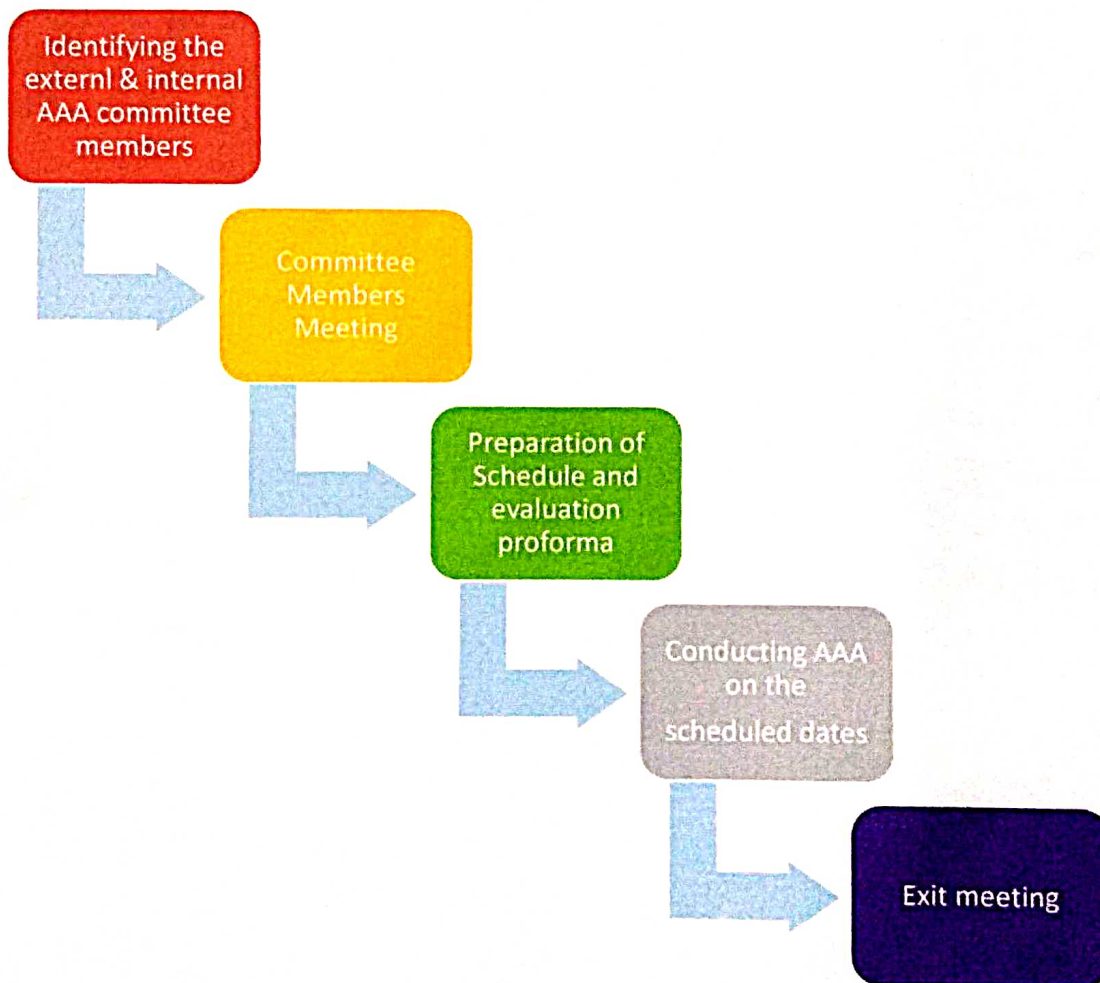 Identifying the
externl & internal
AAA committee
members
Committee
Members
Meeting
Preparation of
Schedule and
evaluation
proforma
Conducting AAA
on the
scheduled dates
Exit meeting